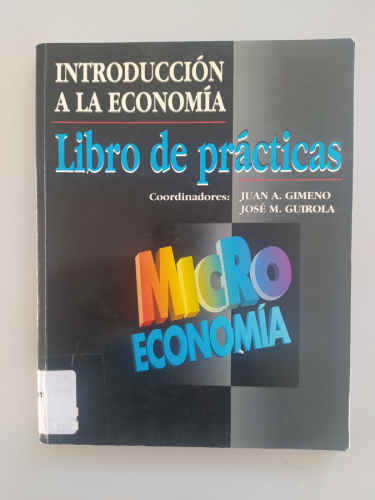 INTRODUCCIÓN
A LA ECONOMÍA
Libro de prácticas
Coordinadores: JUAN A. GIMENO
JOSÉ M. GUIROLA
MICRO
ECONOMÍA